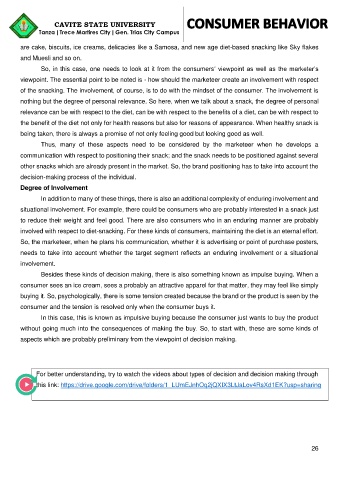 CAVITE STATE UNIVERSITY
Tanza | Trece Martires City | Gen. Trias City Campus
CONSUMER BEHAVIOR
are cake, biscuits, ice creams, delicacies like a Samosa, and new age diet-based snacking like Sky flakes
and Muesli and so on.
So, in this case, one needs to look at it from the consumers' viewpoint as well as the marketer's
viewpoint. The essential point to be noted is - how should the marketeer create an involvement with respect
of the snacking. The involvement, of course, is to do with the mindset of the consumer. The involvement is
nothing but the degree of personal relevance. So here, when we talk about a snack, the degree of personal
relevance can be with respect to the diet, can be with respect to the benefits of a diet, can be with respect to
the benefit of the diet not only for health reasons but also for reasons of appearance. When healthy snack is
being taken, there is always a promise of not only feeling good but looking good as well.
Thus, many of these aspects need to be considered by the marketeer when he develops a
communication with respect to positioning their snack; and the snack needs to be positioned against several
other snacks which are already present in the market. So, the brand positioning has to take into account the
decision-making process of the individual.
Degree of Involvement
In addition to many of these things, there is also an additional complexity of enduring involvement and
situational involvement. For example, there could be consumers who are probably interested in a snack just
to reduce their weight and feel good. There are also consumers who in an enduring manner are probably
involved with respect to diet-snacking. For these kinds of consumers, maintaining the diet is an eternal effort.
So, the marketeer, when he plans his communication, whether it is advertising or point of purchase posters,
needs to take into account whether the target segment reflects an enduring involvement or a situational
involvement.
Besides these kinds of decision making, there is also something known as impulse buying. When a
consumer sees an ice cream, sees a probably an attractive apparel for that matter, they may feel like simply
buying it. So, psychologically, there is some tension created because the brand or the product is seen by the
consumer and the tension is resolved only when the consumer buys it.
In this case, this is known as impulsive buying because the consumer just wants to buy the product
without going much into the consequences of making the buy. So, to start with, these are some kinds of
aspects which are probably preliminary from the viewpoint of decision making.
For better understanding, try to watch the videos about types of decision and decision making through
this link: https://drive.google.com/drive/folders/
26